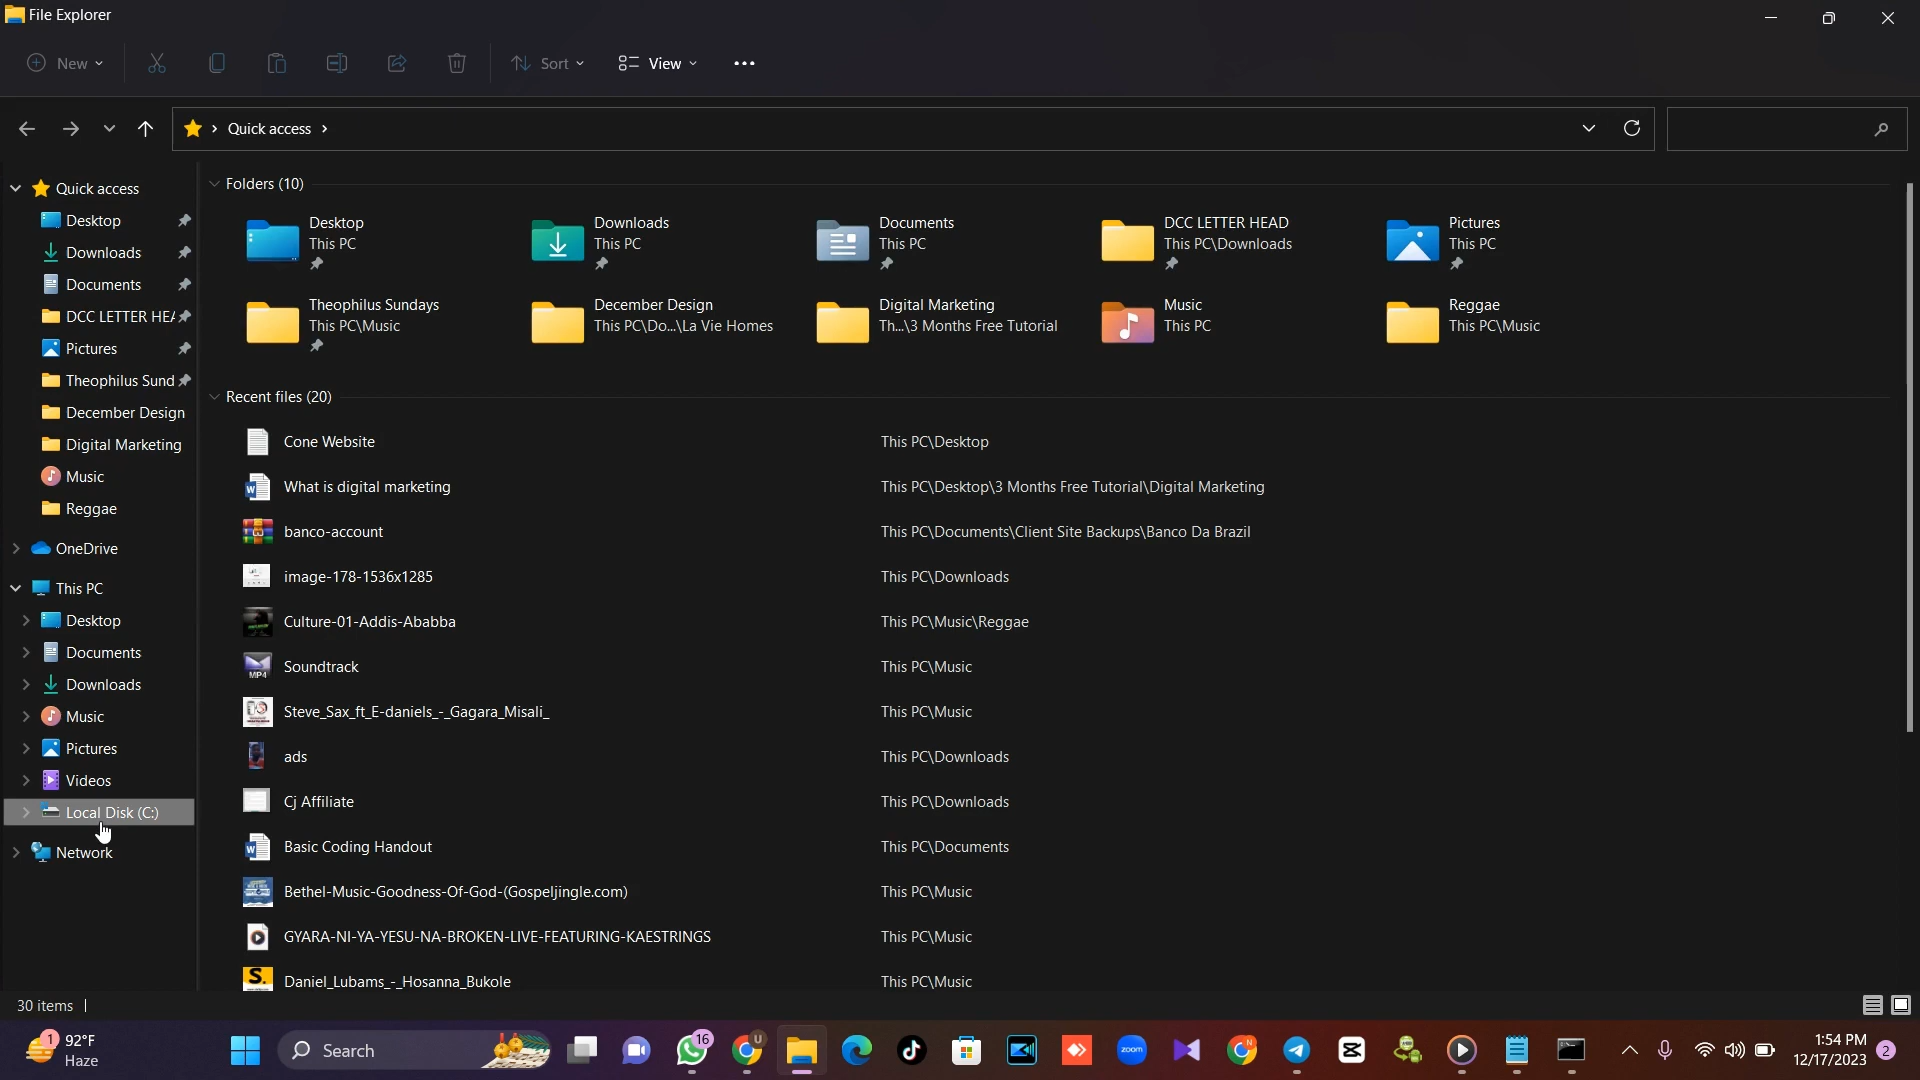 File Explorer
New
Sort
View
Quick access
Quick access
Desktop
Downloads
Documents
DCC LETTER HEA
Pictures
Theophilus Sund
December Design
Digital Marketing
Music
Reggae
OneDrive
This PC
Desktop
Documents
Downloads
Music
Pictures
Videos
Local Disk (C:)
Network
Folders (10)
Desktop
This PC
Downloads
This PC
Documents
This PC
DCC LETTER HEAD
This PC\Downloads
Pictures
This PC
Theophilus Sundays
This PC\Music
December Design
This PC\Do...\La Vie Homes
Digital Marketing
Th...\3 Months Free Tutorial
Music
This PC
Reggae
This PC\Music
Recent files (20)
Cone Website This PC\Desktop
What is digital marketing This PC\Desktop\3 Months Free Tutorial\Digital Marketing
banco-account This PC\Documents\Client Site Backups\Banco Da Brazil
image-178-1536x1285 This PC\Downloads
Culture-01-Addis-Ababba This PC\Music\Reggae
MP4 Soundtrack This PC\Music
Steve_Sax_ft_E-daniels_-_Gagara_Misali_ This PC\Music
ads This PC\Downloads
Cj Affiliate This PC\Downloads
Basic Coding Handout This PC\Documents
Bethel-Music-Goodness-Of-God-(Gospeljingle.com) This PC\Music
GYARA-NI-YA-YESU-NA-BROKEN-LIVE-FEATURING-KAESTRINGS This PC\Music
S. Daniel_Lubams_-_Hosanna_Bukole This PC\Music
30 items
1 92°F
Haze
Search
16
U
zoom
N
1:54 PM
12/17/2023
2